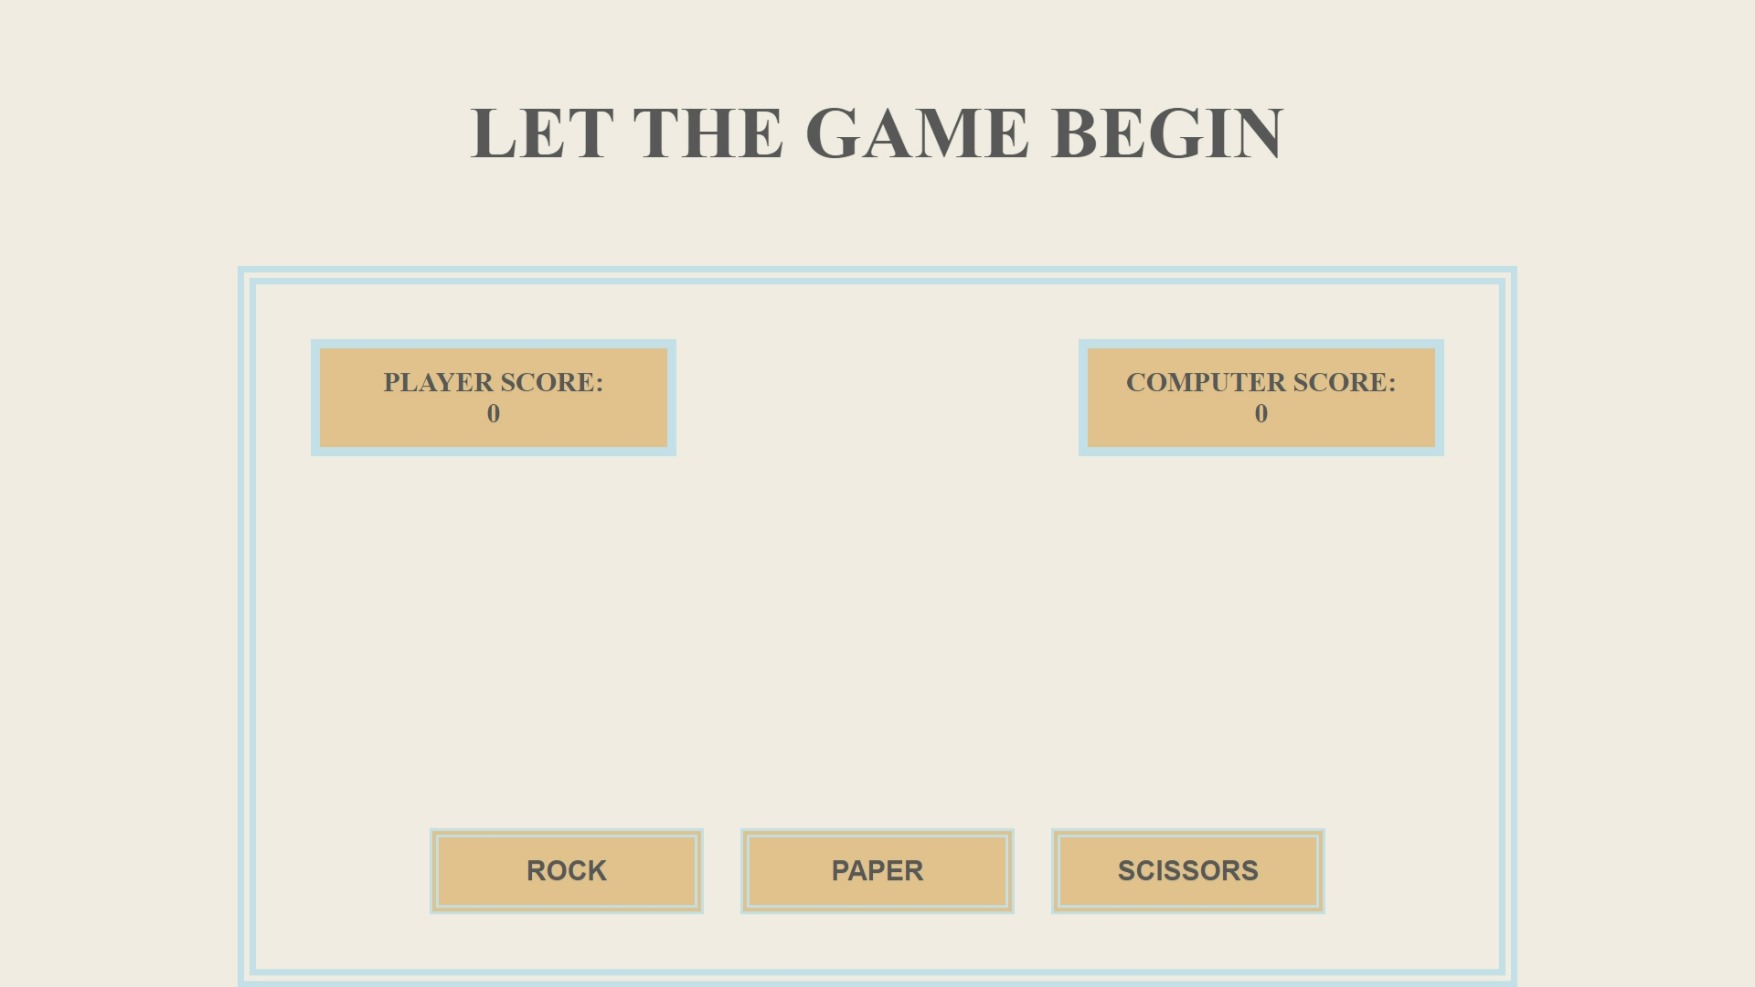 LET THE GAME BEGIN
PLAYER SCORE:
0
COMPUTER SCORE:
0
ROCK
PAPER
SCISSORS